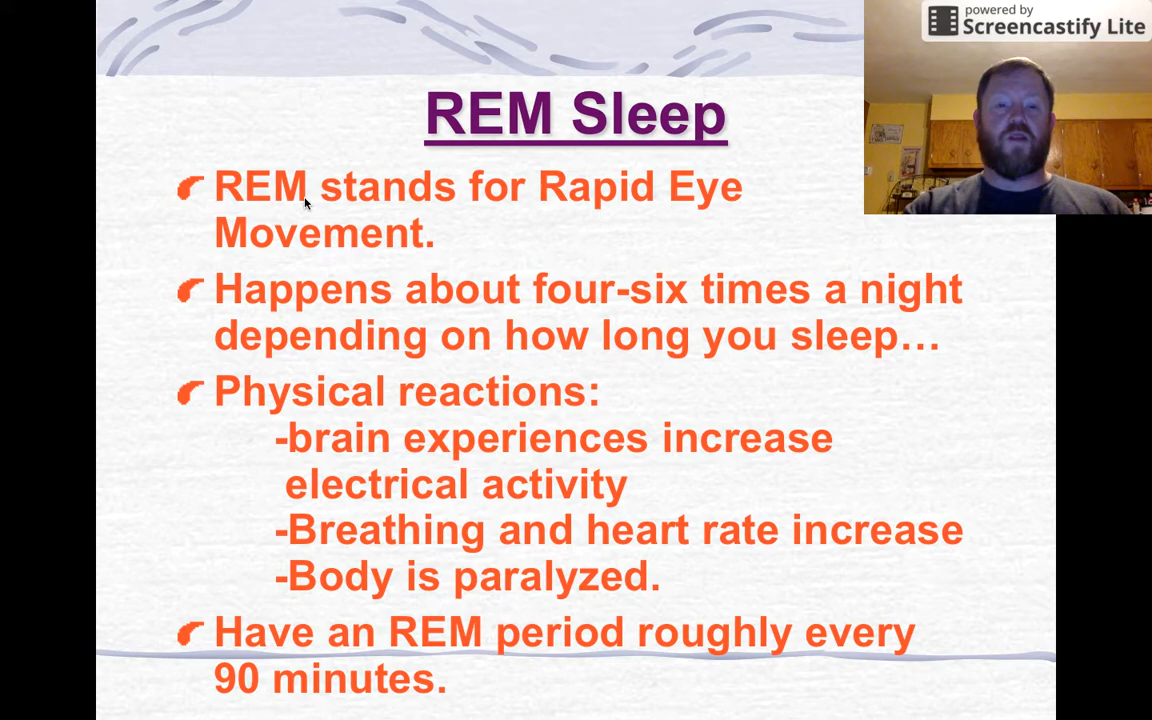 powered by
Screencastify Lite
REM Sleep
REM stands for Rapid Eye
Movement.
Happens about four-six times a night
depending on how long you sleep…
Physical reactions:
-brain experiences increase
electrical activity
-Breathing and heart rate increase
-Body is paralyzed.
Have an REM period roughly every
90 minutes.